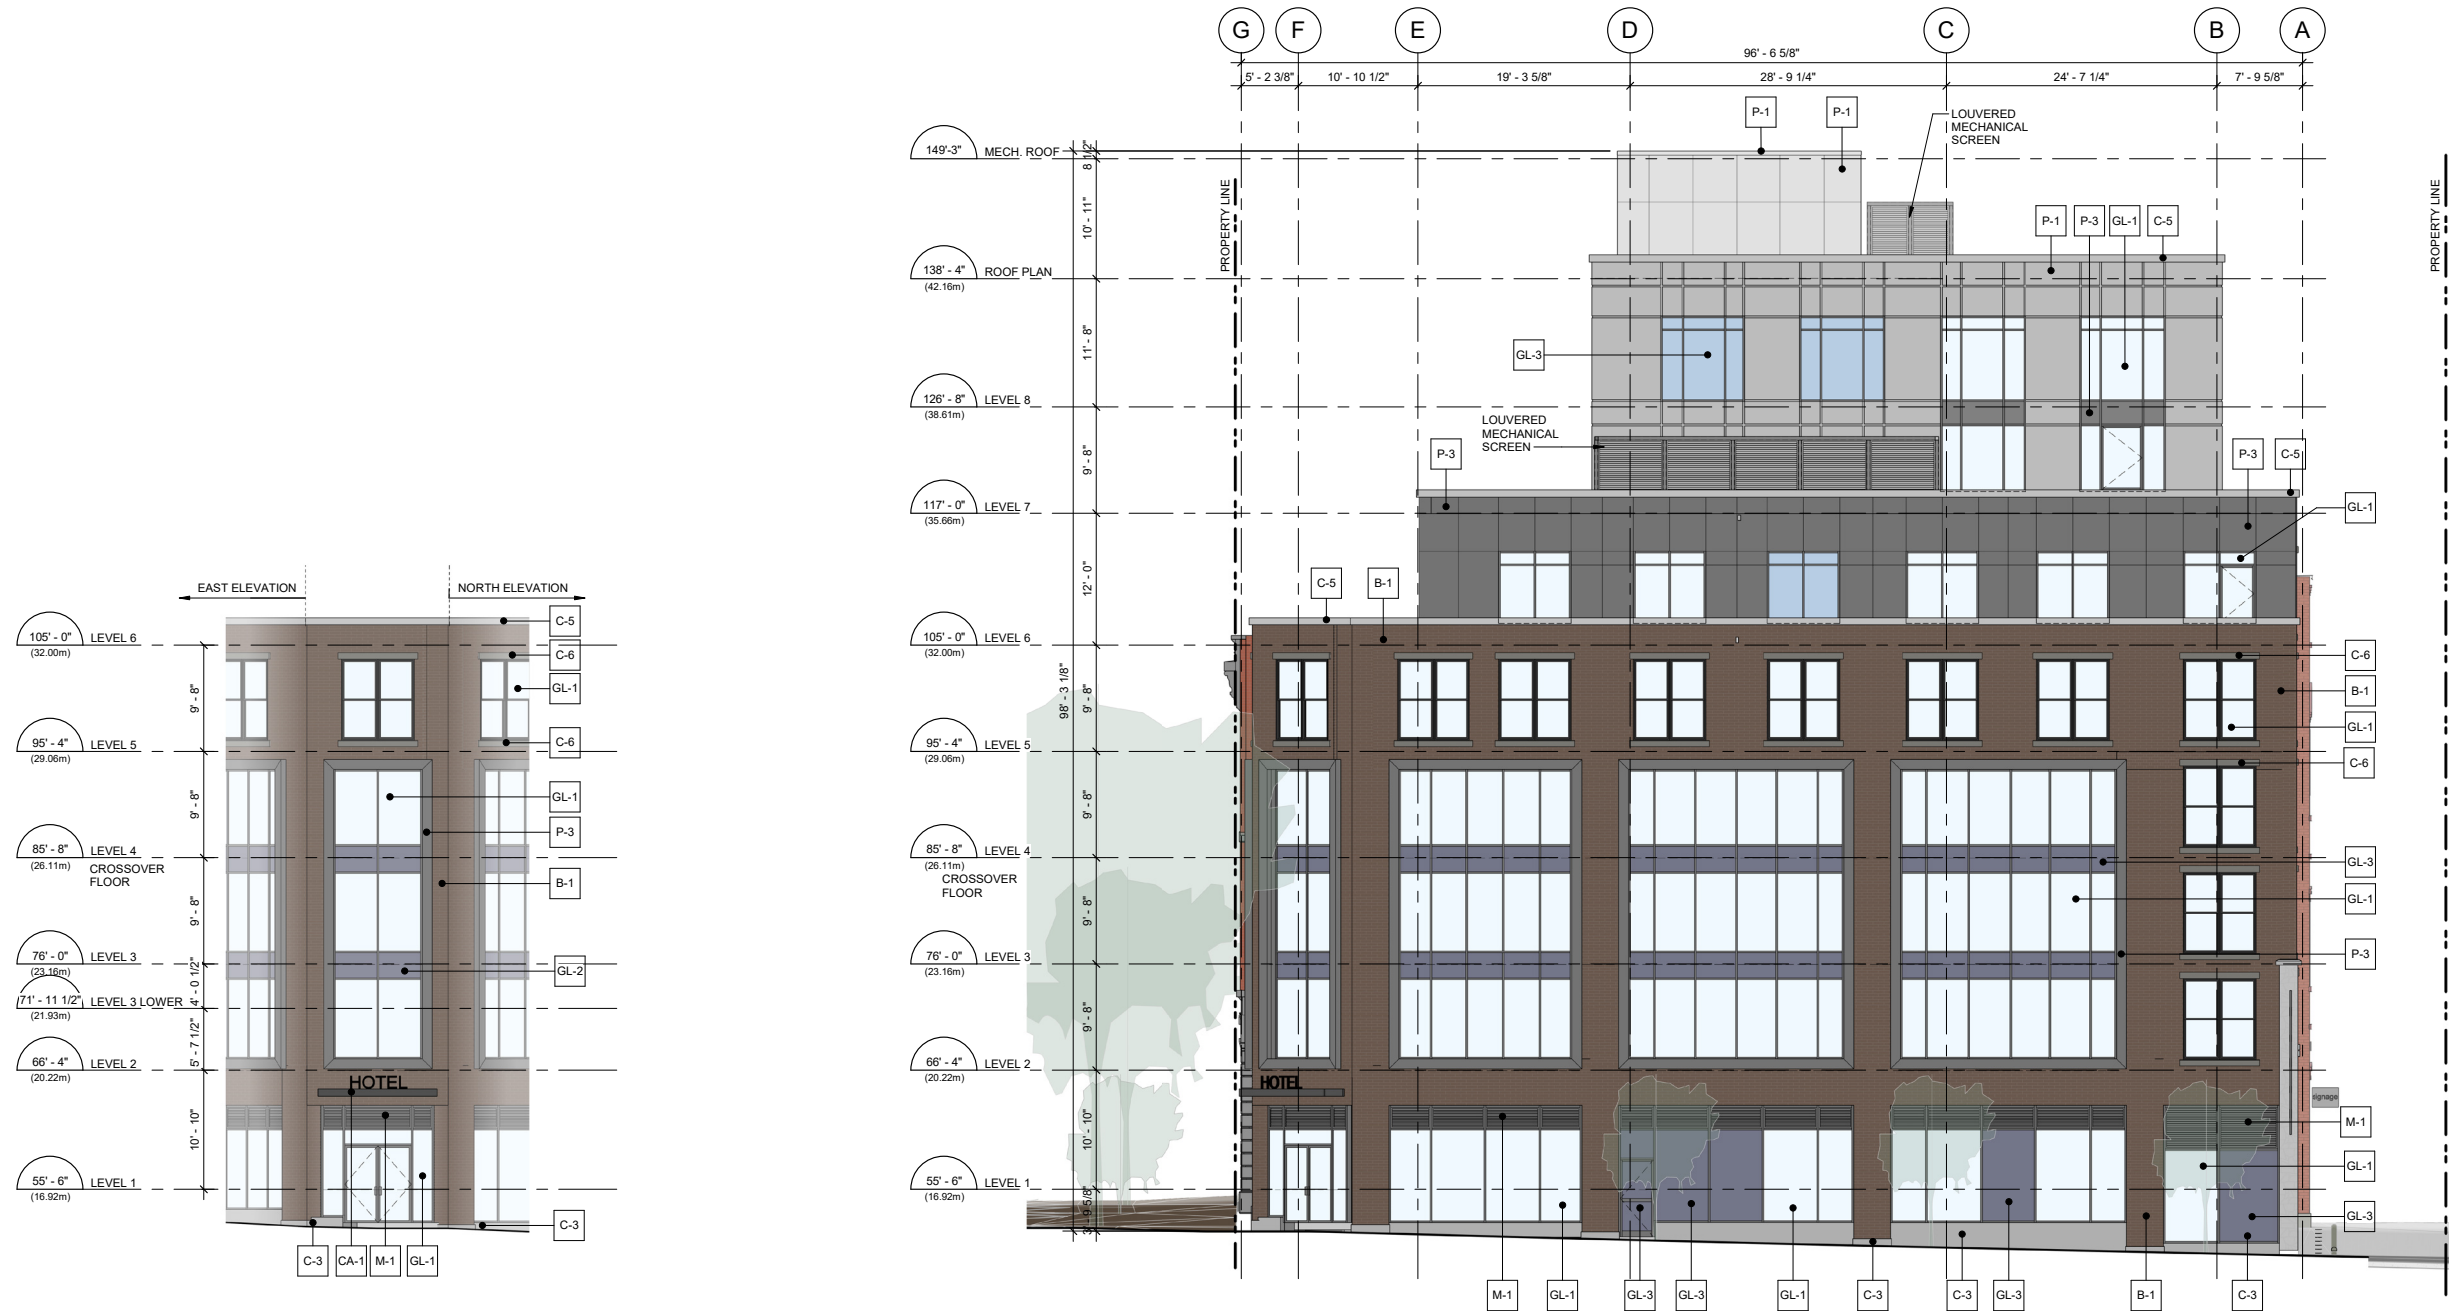 G F E D C B A
96' - 6 5/8"
5' - 2 3/8" 10' - 10 1/2" 19' - 3 5/8" 28' - 9 1/4" 24' - 7 1/4" 7' - 9 5/8"
P-1 P-1
LOUVERED
MECHANICAL
SCREEN
149'-3" MECH. ROOF
8 1/2"
PROPERTY LINE
PROPERTY LINE
10' - 11"
P-1 P-3 GL-1 C-5
138' - 4" ROOF PLAN
(42.16m)
11' - 8"
GL-3
126' - 8" LEVEL 8
(38.61m)
LOUVERED
MECHANICAL
SCREEN
9' - 8"
P-3 P-3 C-5
117' - 0" LEVEL 7
(35.66m)
GL-1
12' - 0"
C-5 B-1
105' - 0" LEVEL 6
(32.00m)
98' - 3 1/8"
9' - 8"
C-6
B-1
GL-1
95' - 4" LEVEL 5
(29.06m)
C-6
9' - 8"
85' - 8" LEVEL 4
(26.11m)
CROSSOVER
FLOOR
GL-3
GL-1
9' - 8"
P-3
76' - 0" LEVEL 3
(23.16m)
9' - 8"
66' - 4" LEVEL 2
(20.22m)
HOTEL
signage
10' - 10"
M-1
GL-1
55' - 6" LEVEL 1
(16.92m)
GL-3
3' - 9 5/8"
M-1 GL-1 GL-3 GL-3 GL-1 C-3 C-3 GL-3 B-1 C-3
EAST ELEVATION NORTH ELEVATION
C-5
105' - 0" LEVEL 6
(32.00m)
C-6
GL-1
9' - 8"
C-6
95' - 4" LEVEL 5
(29.06m)
GL-1
9' - 8"
P-3
85' - 8" LEVEL 4
(26.11m)
CROSSOVER
FLOOR
B-1
9' - 8"
76' - 0" LEVEL 3
(23.16m)
GL-2
4' - 0 1/2"
71' - 11 1/2" LEVEL 3 LOWER
(21.93m)
5' - 7 1/2"
66' - 4" LEVEL 2
(20.22m)
HOTEL
10' - 10"
55' - 6" LEVEL 1
(16.92m)
C-3
C-3 CA-1 M-1 GL-1